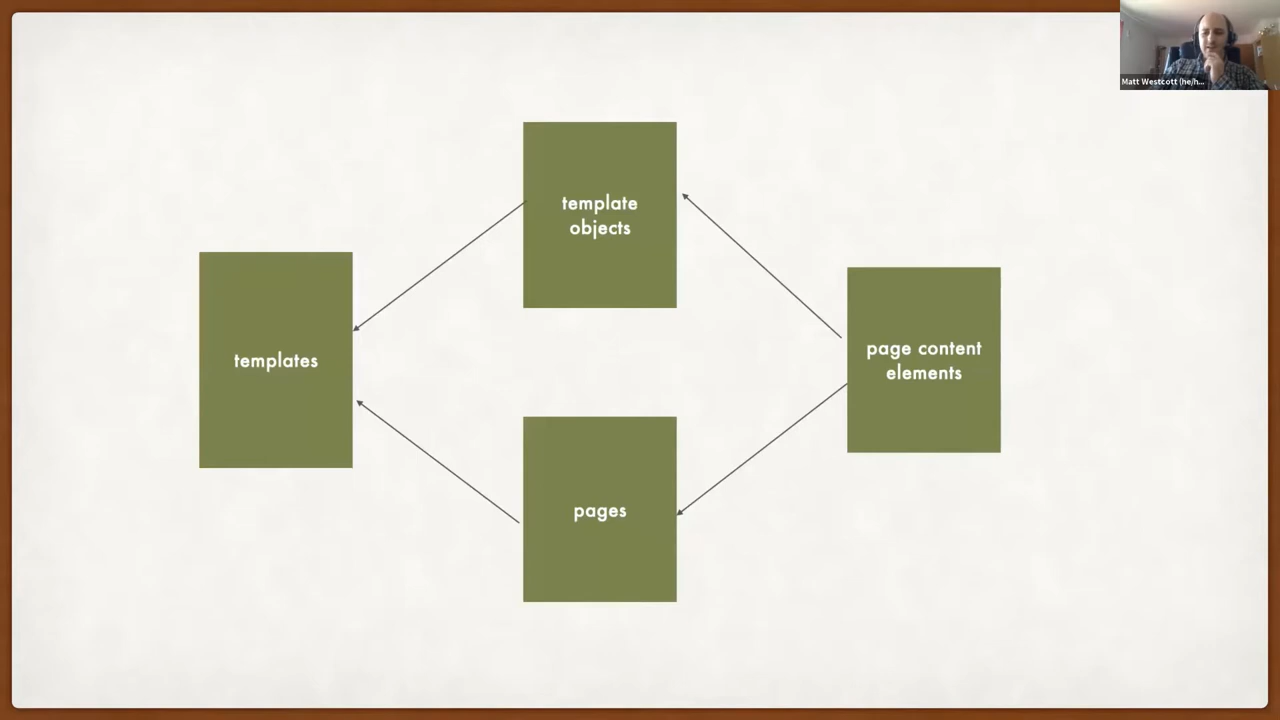 Matt Westcott (he/h...
template
objects
templates
page content
elements
pages